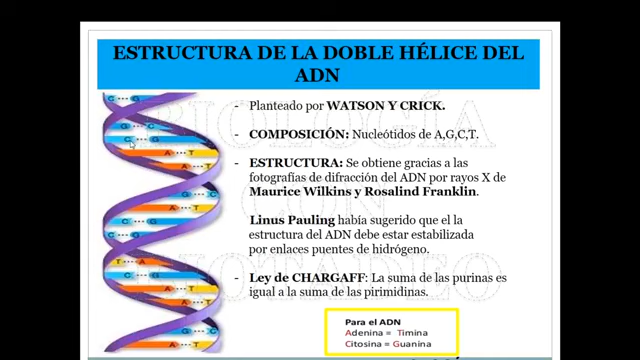 ESTRUCTURA DE LA DOBLE HÉLICE DEL
ADN
- Planteado por WATSON Y CRICK.
- COMPOSICIÓN: Nucleótidos de A,G,C,T.
- ESTRUCTURA: Se obtiene gracias a las
fotografías de difracción del ADN por rayos X de
Maurice Wilkins y Rosalind Franklin.
Linus Pauling había sugerido que el la
estructura del ADN debe estar estabilizada
por enlaces puentes de hidrógeno.
- Ley de CHARGAFF: La suma de las purinas es
igual a la suma de las pirimidinas.
Para el ADN
Adenina = Timina
Citosina = Guanina
C ---- G
G ---- C
C ---- G
A ---- T
A ---- T
G ---- C
A ---- T
C ---- G
T ---- A
C ---- G
A ---- T
G ---- C
BIOLOGÍA
CON